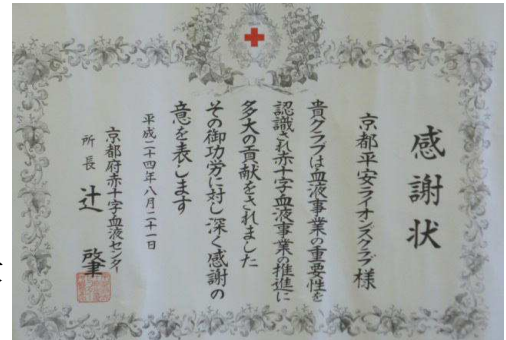 感謝状
京都平安ライオンズクラブ様
貴クラブは血液事業の重要性を
認識され赤十字血液事業の推進に
多大の貢献をされました
その御功労に対し深く感謝の
意を表します
平成二十四年八月二十一日
京都府赤十字血液センター
所長 辻 肇